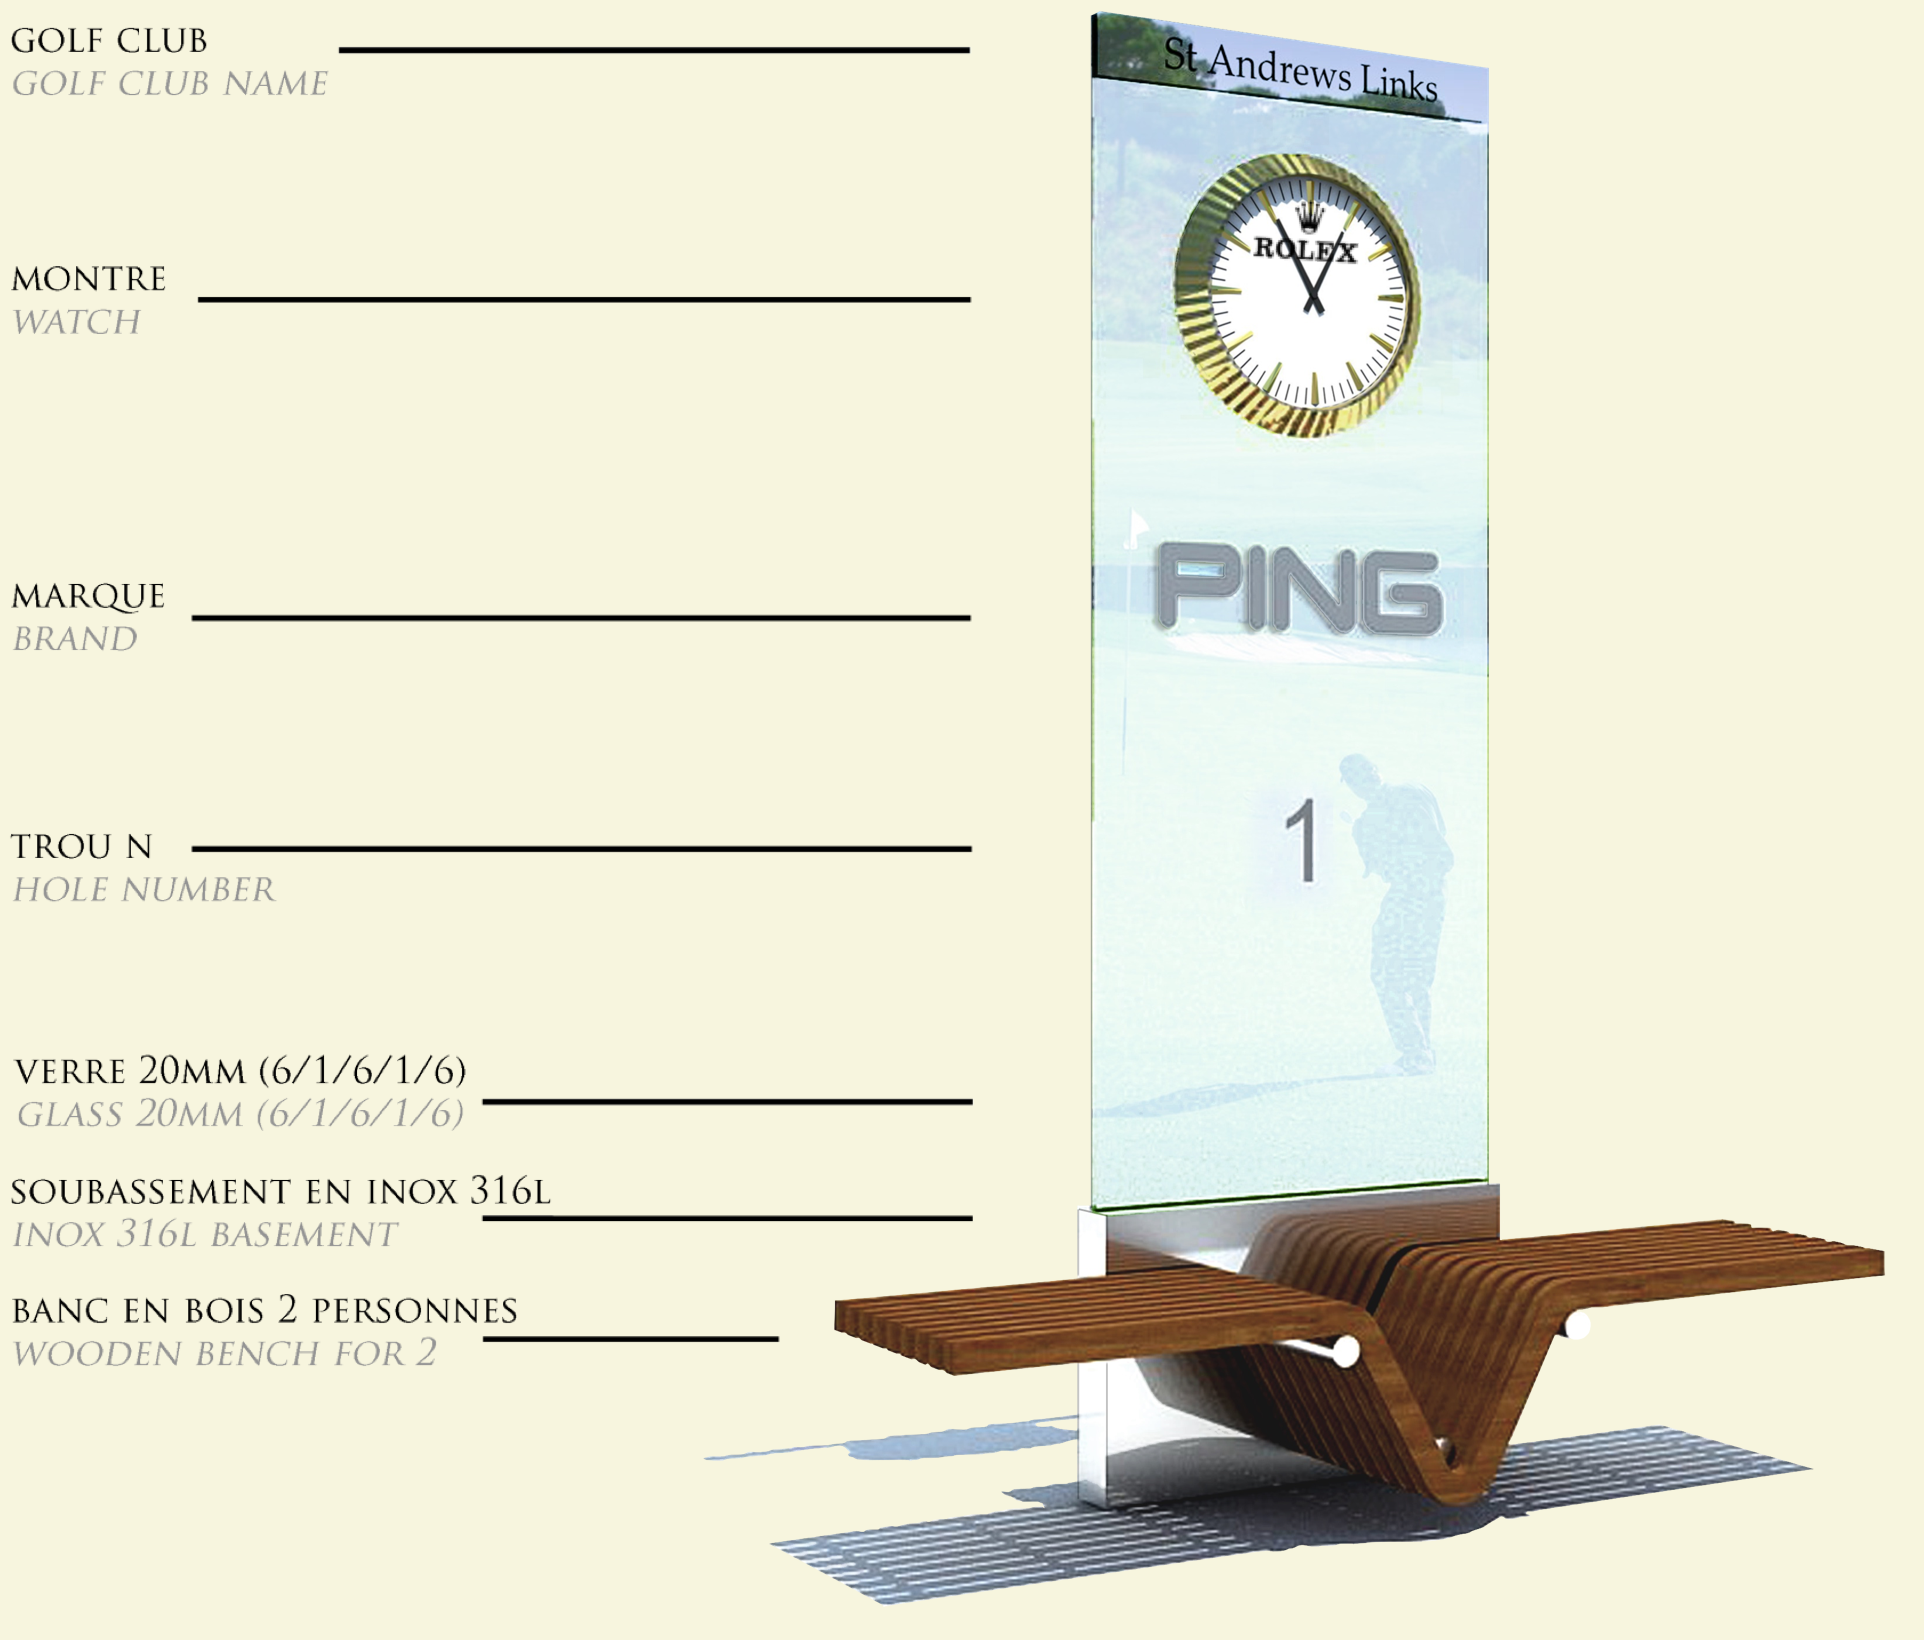 GOLF CLUB
GOLF CLUB NAME
St Andrews Links
MONTRE
WATCH
ROLEX
MARQUE
BRAND
PING
TROU N
HOLE NUMBER
1
VERRE 20MM (6/1/6/1/6)
GLASS 20MM (6/1/6/1/6)
SOUBASSEMENT EN INOX 316L
INOX 316L BASEMENT
BANC EN BOIS 2 PERSONNES
WOODEN BENCH FOR 2